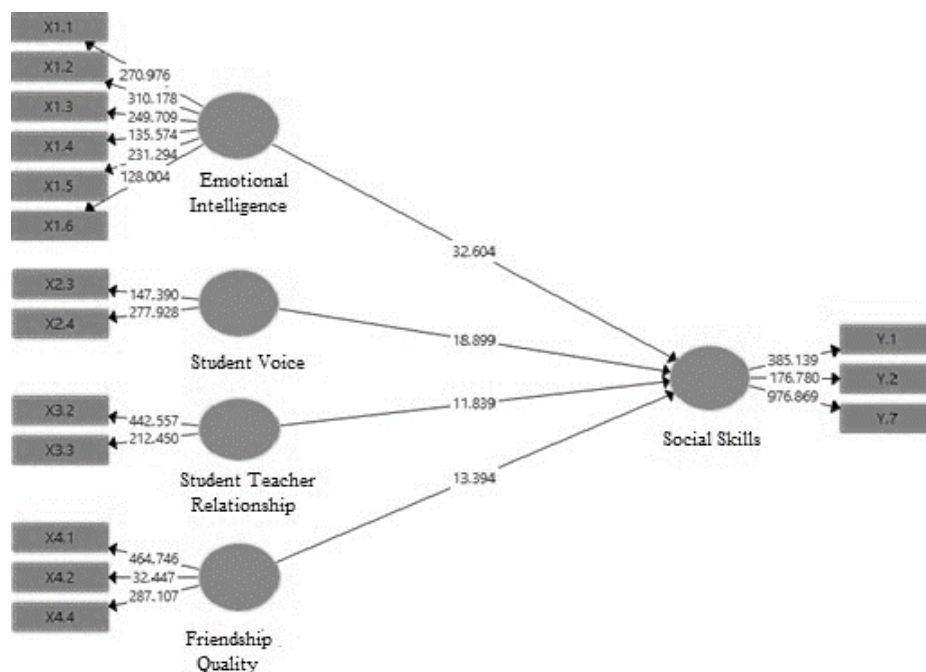 X1.1
X1.2
X1.3
X1.4
X1.5
X1.6
270.976
310.178
249.709
135.574
231.294
128.004
Emotional
Intelligence
32.604
X2.3
X2.4
147.390
277.928
Student Voice
18.899
X3.2
X3.3
442.557
212.450
Student Teacher
Relationship
11.839
X4.1
X4.2
X4.4
464.746
32.447
287.107
Friendship
Quality
13.394
Social Skills
385.139
176.780
976.869
Y.1
Y.2
Y.7